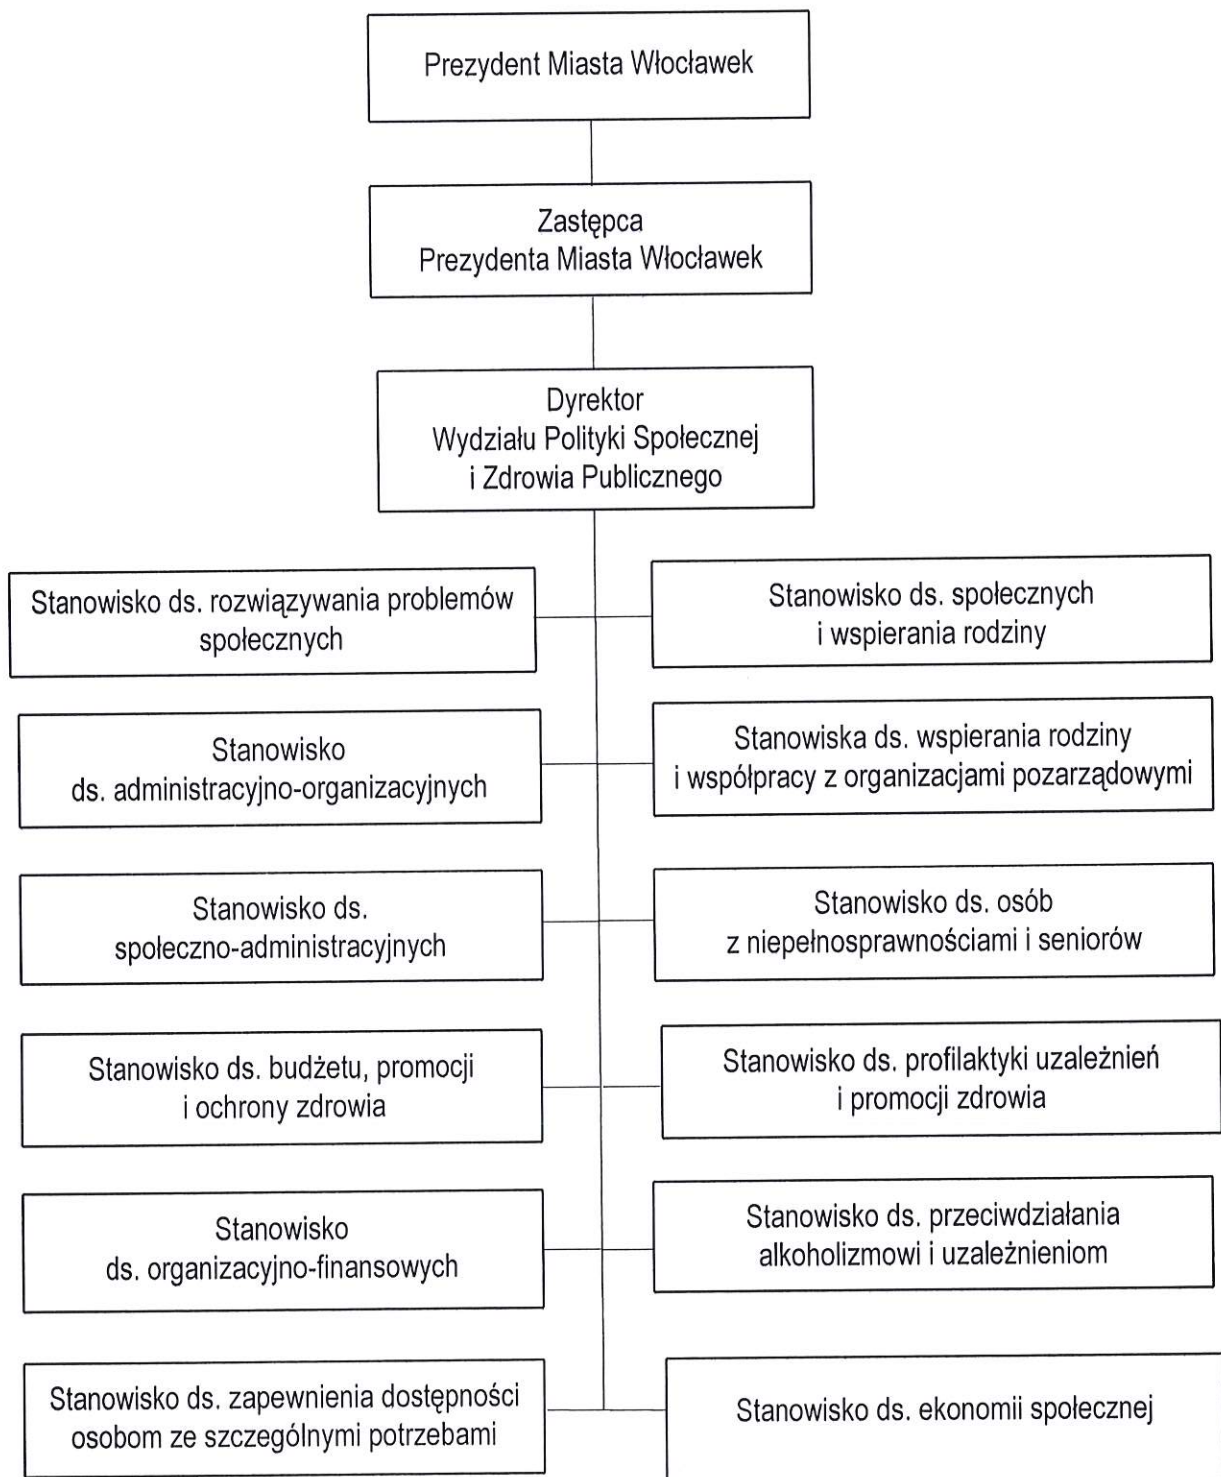 Prezydent Miasta Włocławek
Zastępca
Prezydenta Miasta Włocławek
Dyrektor
Wydziału Polityki Społecznej
i Zdrowia Publicznego
Stanowisko ds. rozwiązywania problemów
społecznych
Stanowisko ds. społecznych
i wspierania rodziny
Stanowisko
ds. administracyjno-organizacyjnych
Stanowiska ds. wspierania rodziny
i współpracy z organizacjami pozarządowymi
Stanowisko ds.
społeczno-administracyjnych
Stanowisko ds. osób
z niepełnosprawnościami i seniorów
Stanowisko ds. budżetu, promocji
i ochrony zdrowia
Stanowisko ds. profilaktyki uzależnień
i promocji zdrowia
Stanowisko
ds. organizacyjno-finansowych
Stanowisko ds. przeciwdziałania
alkoholizmowi i uzależnieniom
Stanowisko ds. zapewnienia dostępności
osobom ze szczególnymi potrzebami
Stanowisko ds. ekonomii społecznej